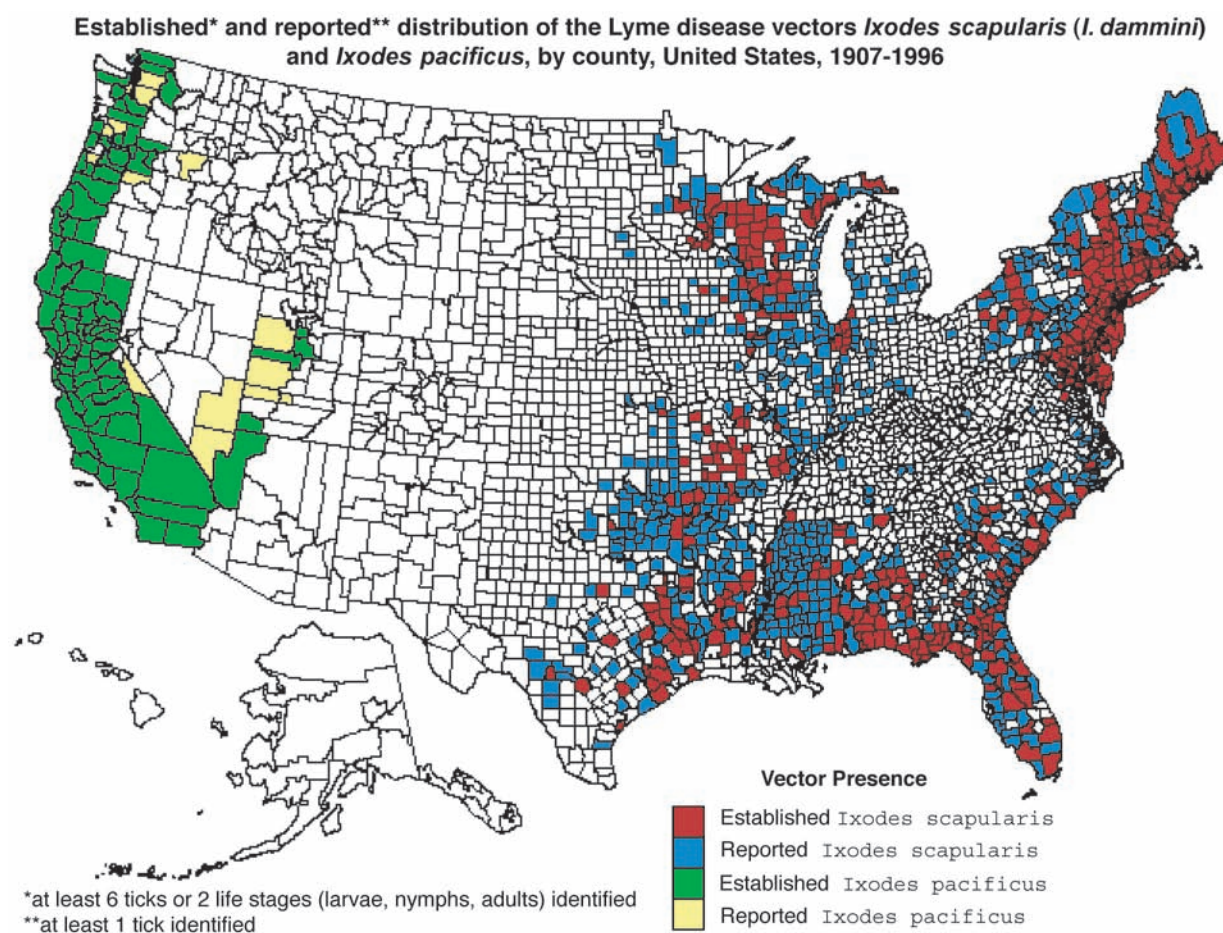 Established* and reported** distribution of the Lyme disease vectors Ixodes scapularis (I. dammini)
and Ixodes pacificus, by county, United States, 1907-1996
Vector Presence
Established Ixodes scapularis
Reported Ixodes scapularis
Established Ixodes pacificus
Reported Ixodes pacificus
*at least 6 ticks or 2 life stages (larvae, nymphs, adults) identified
**at least 1 tick identified